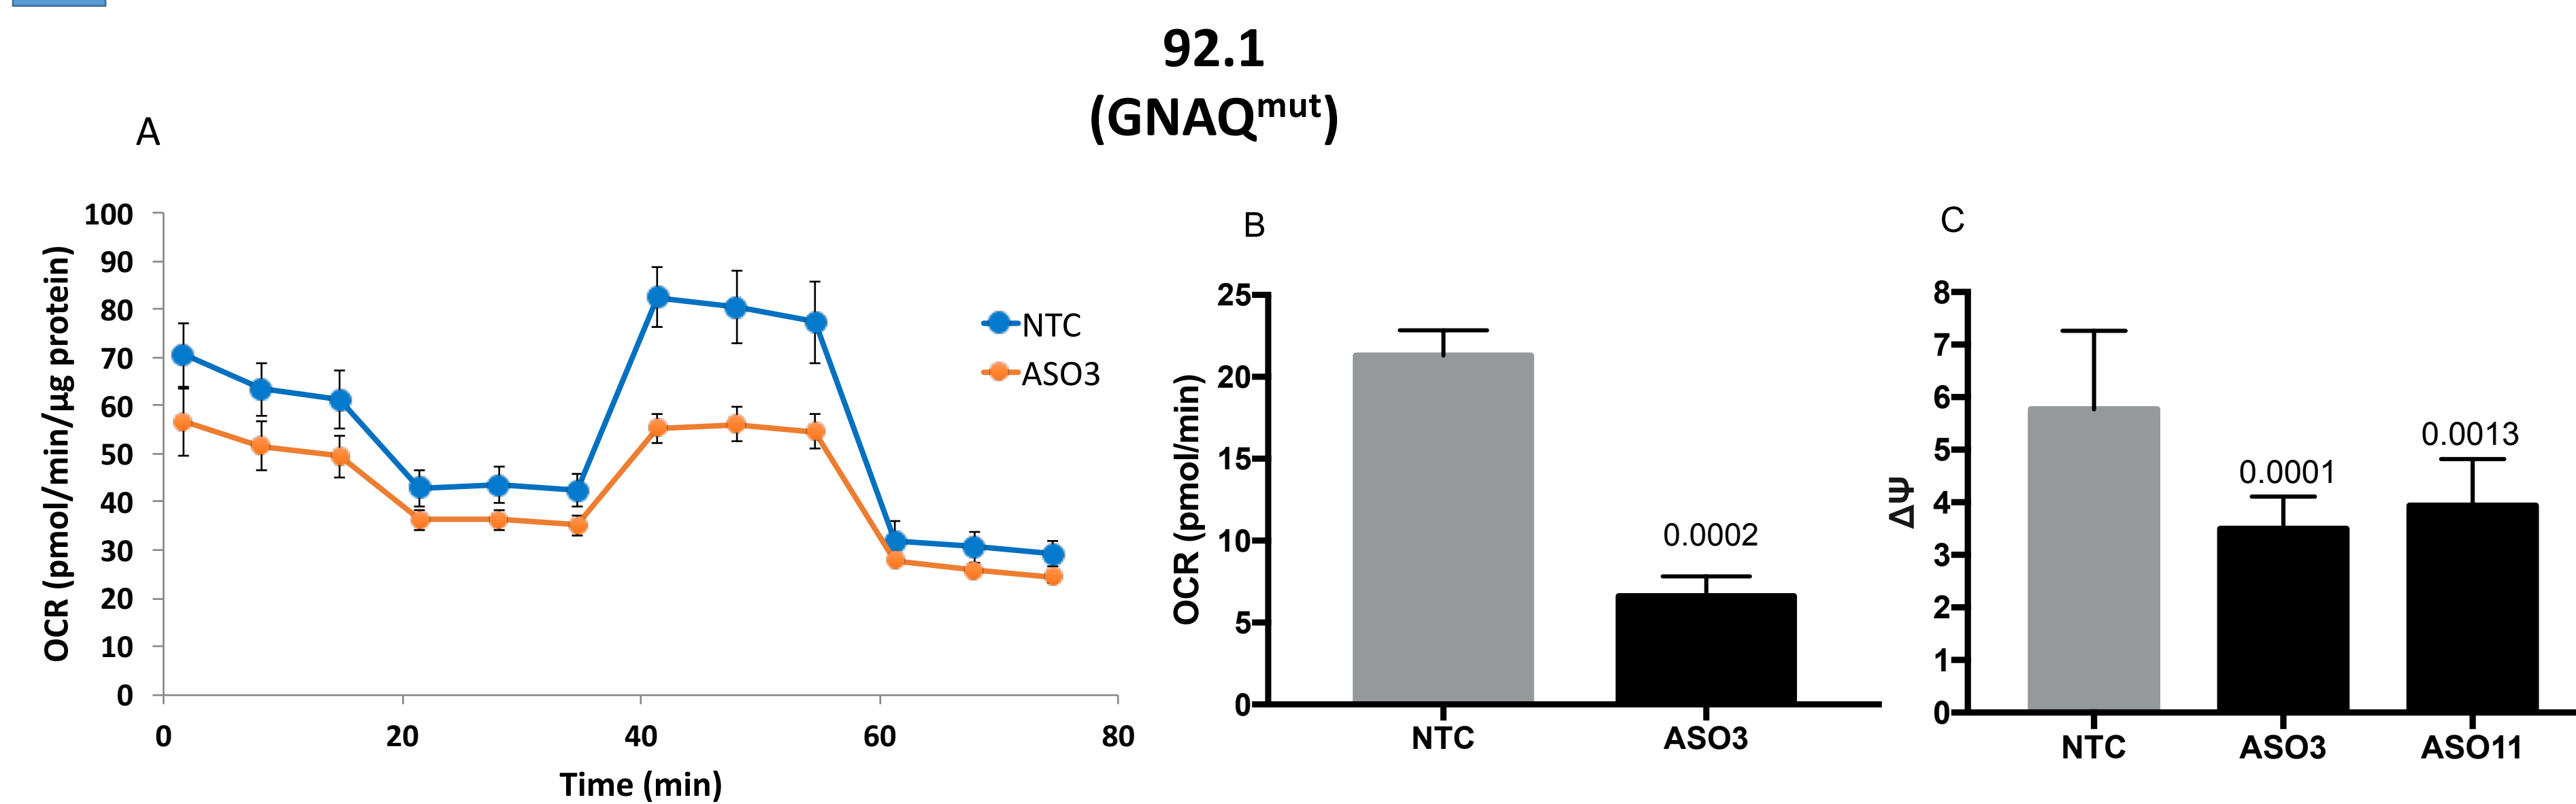 92.1
(GNAQmut)
A
100
90
80
70
60
50
40
30
20
10
0
OCR (pmol/min/µg protein)
0 20 40 60 80
Time (min)
NTC
ASO3
B
25
20
15
10
5
0
OCR (pmol/min)
0.0002
NTC ASO3
C
8
7
6
5
4
3
2
1
0
ΔΨ
0.0001
0.0013
NTC ASO3 ASO11